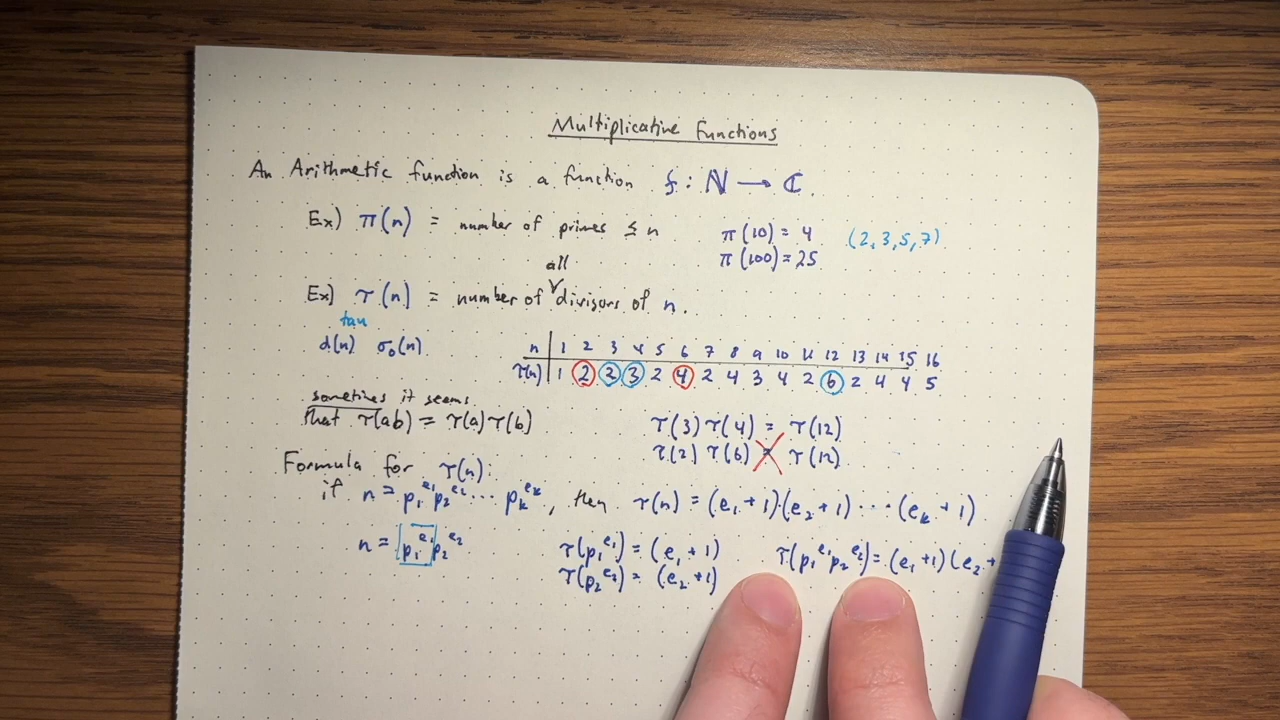 Multiplicative Functions
An Arithmetic function is a function f : ℕ → ℂ.
Ex) π(n) = number of primes ≤ n
π(10) = 4 (2,3,5,7)
π(100) = 25
all
Ex) τ(n) = number of divisors of n.
tau
d(n) σ₀(n)
n | 1 2 3 4 5 6 7 8 9 10 11 12 13 14 15 16
τ(n) | 1 2 2 3 2 4 2 4 3 4 2 6 2 4 4 5
sometimes it seems
that τ(ab) = τ(a)τ(b)
τ(3) τ(4) = τ(12)
τ(2) τ(6) = τ(12)
Formula for τ(n):
if n = p₁^e₁ p₂^e₂ ··· pₖ^eₖ, then τ(n) = (e₁ + 1)(e₂ + 1) ··· (eₖ + 1)
n = p₁^e₁ p₂^e₂
τ(p₁^e₁) = (e₁ + 1)
τ(p₂^e₂) = (e₂ + 1)
τ(p₁^e₁ p₂^e₂) = (e₁ + 1)(e₂ +